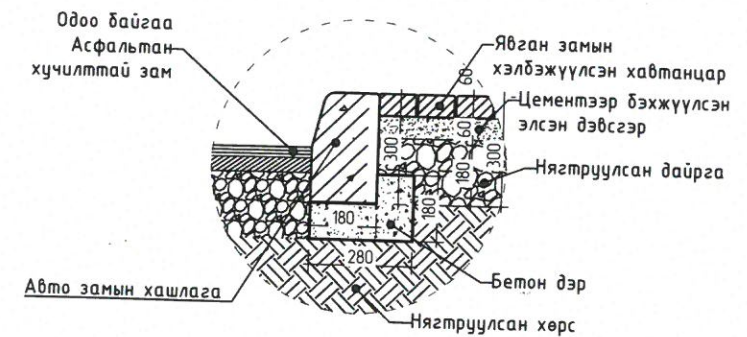 Одоо байгаа
Асфальтан
хучилттай зам
Явган замын
хэлбэжүүлсэн хавтанцар
Цементээр бэхжүүлсэн
элсэн дэвсгэр
Нягтруулсан дайрга
Бетон дэр
Нягтруулсан хөрс
Авто замын хашлага
60
60
300
300
180
180
180
280